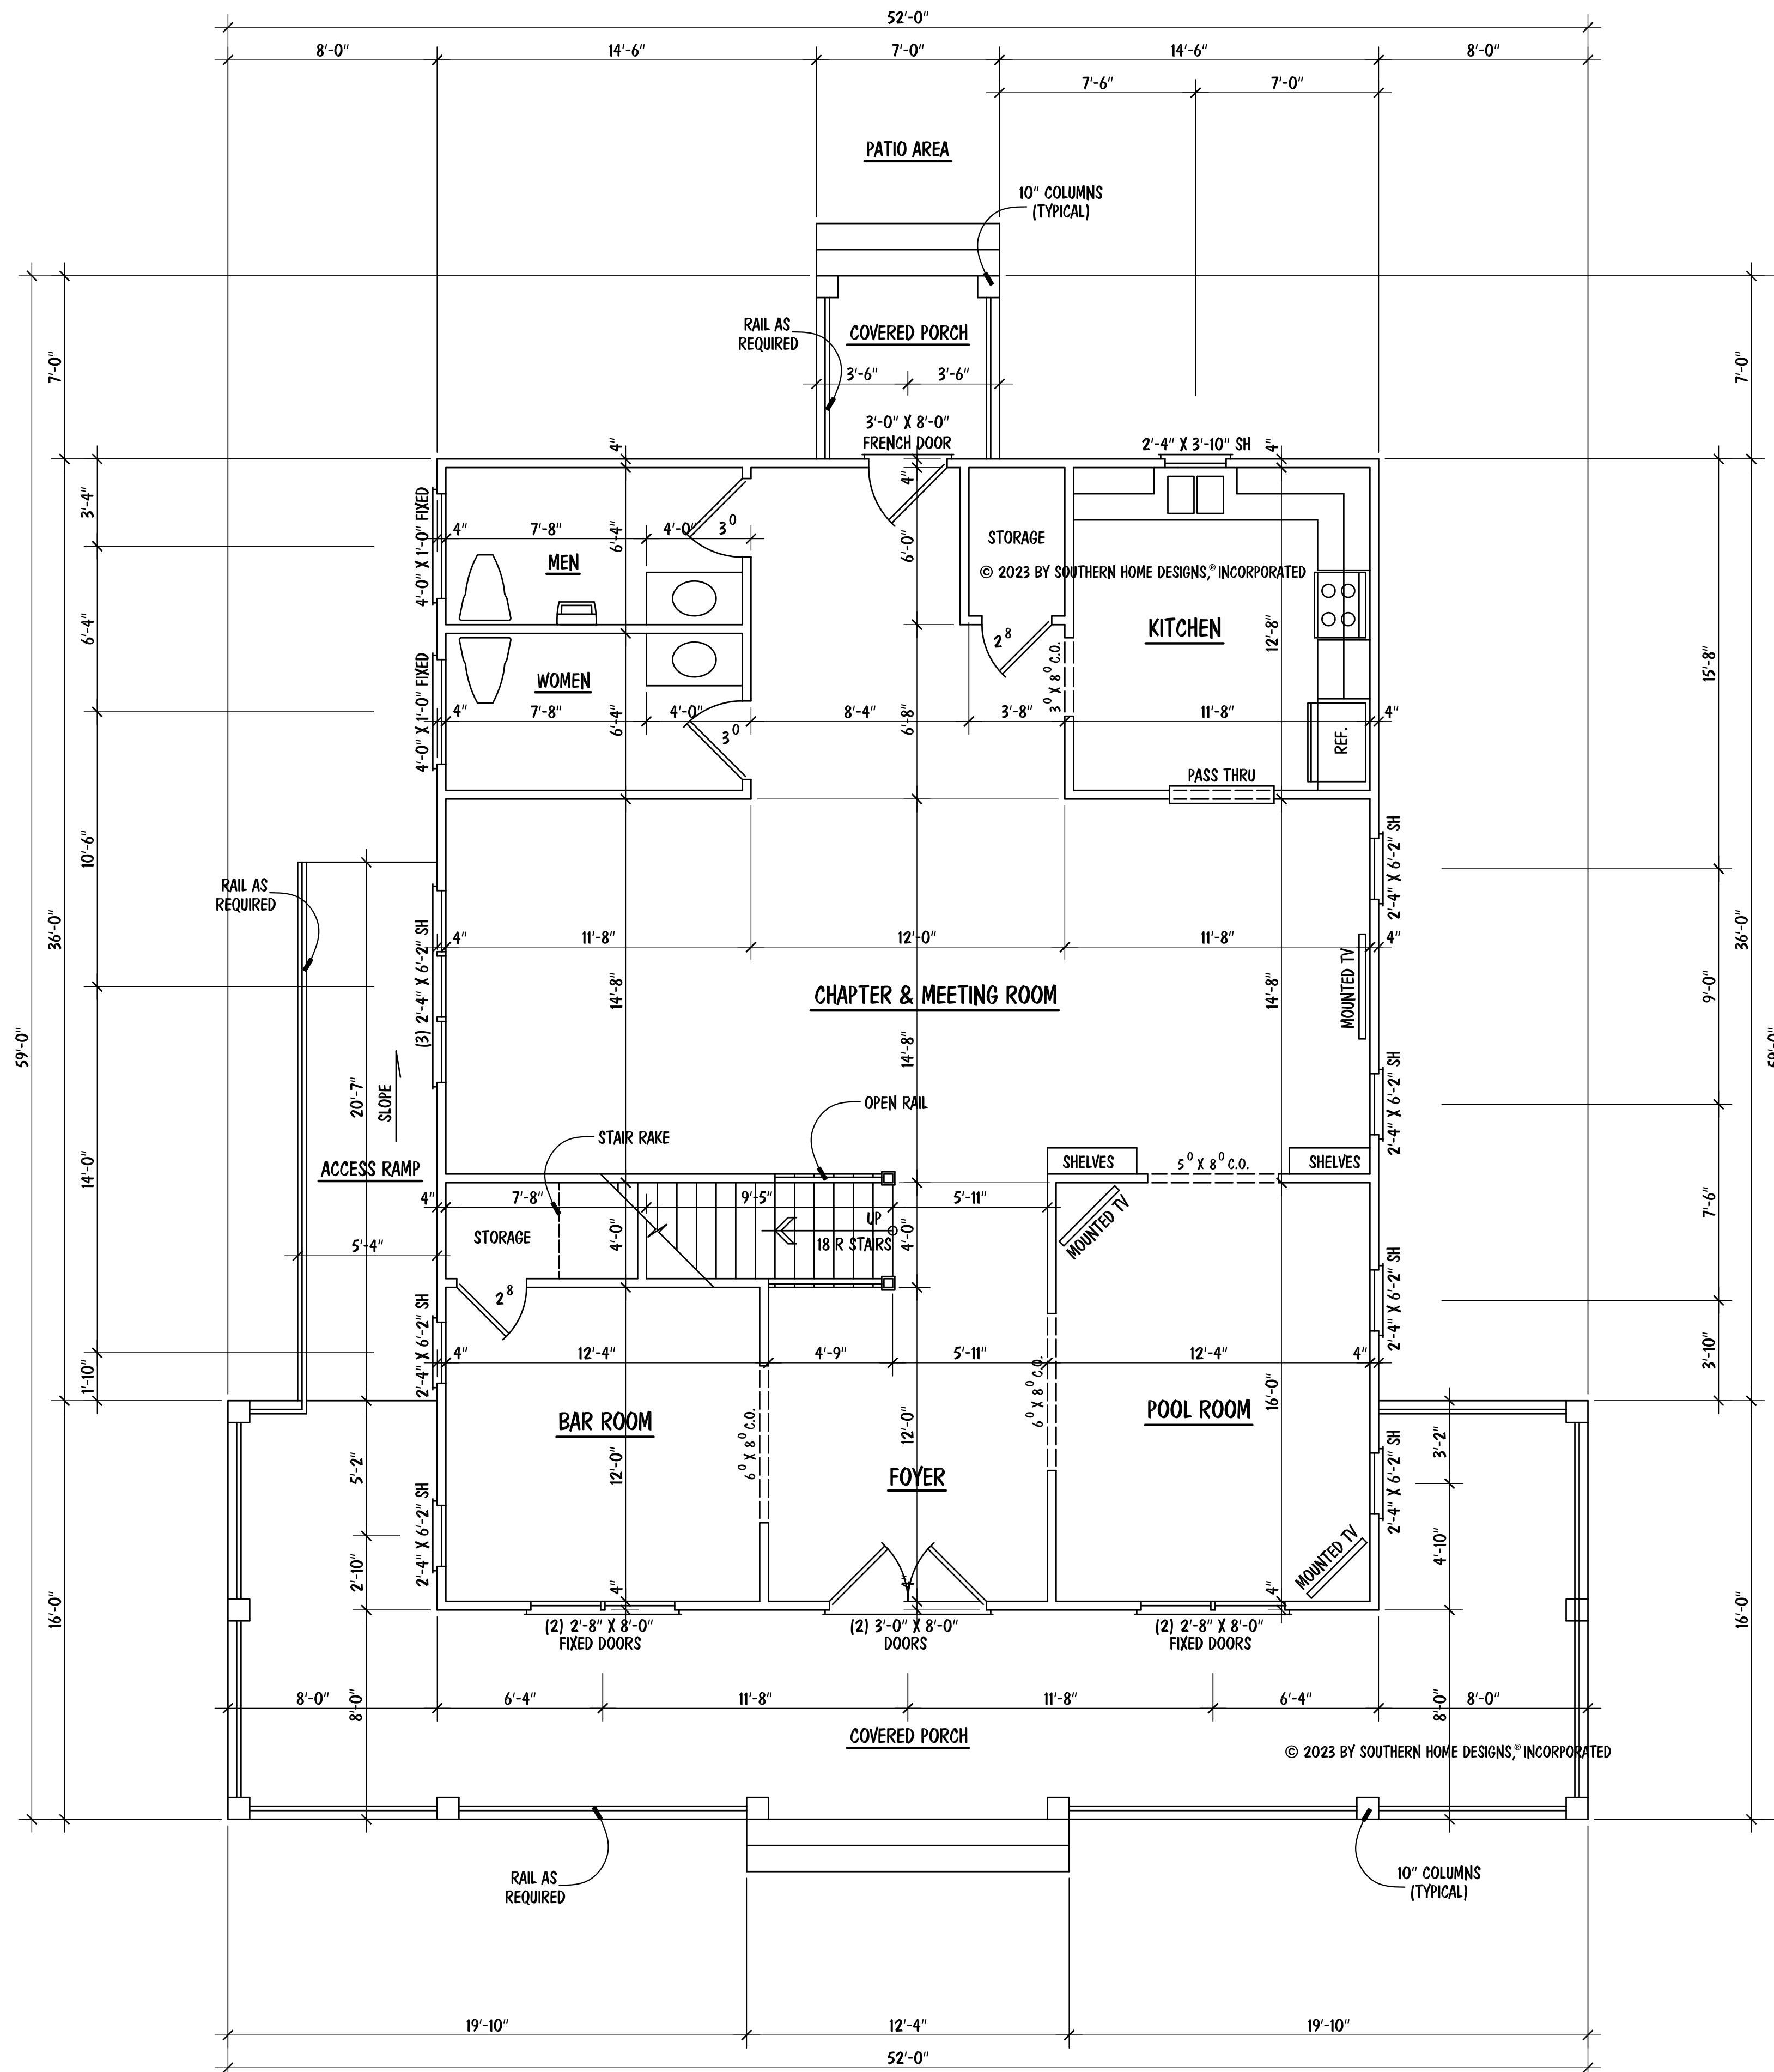 52'-0"
8'-0" 14'-6" 7'-0" 14'-6" 8'-0"
7'-6" 7'-0"
PATIO AREA
10" COLUMNS
(TYPICAL)
RAIL AS
REQUIRED
COVERED PORCH
3'-6" 3'-6"
7'-0"
7'-0"
3'-0" X 8'-0"
FRENCH DOOR
2'-4" X 3'-10" SH
4"
4"
4"
3'-4"
4'-0" X 1'-0" FIXED
4" 7'-8" 4'-0" 3⁰
6'-4"
6'-0"
MEN
STORAGE
© 2023 BY SOUTHERN HOME DESIGNS,® INCORPORATED
KITCHEN
12'-8"
2⁸
3⁰ X 8⁰ C.O.
6'-4"
15'-8"
WOMEN
4'-0" X 1'-0" FIXED
4" 7'-8" 4'-0" 8'-4" 3'-8" 11'-8" 4"
6'-4"
6'-8"
3⁰
REF.
PASS THRU
10'-6"
2'-4" X 6'-2" SH
RAIL AS
REQUIRED
36'-0"
36'-0"
(3) 2'-4" X 6'-2" SH
4" 11'-8" 12'-0" 11'-8" 4"
14'-8"
14'-8"
14'-8"
CHAPTER & MEETING ROOM
MOUNTED TV
9'-0"
59'-0"
59'-0"
20'-7"
SLOPE
2'-4" X 6'-2" SH
OPEN RAIL
STAIR RAKE
ACCESS RAMP
14'-0"
SHELVES 5⁰ X 8⁰ C.O. SHELVES
4" 7'-8" 9'-5" 5'-11"
7'-6"
MOUNTED TV
STORAGE
4'-0"
UP
18 R STAIRS
4'-0"
5'-4"
2⁸
2'-4" X 6'-2" SH
2'-4" X 6'-2" SH
4" 12'-4" 4'-9" 5'-11" 12'-4" 4"
1'-10"
3'-10"
6⁰ X 8⁰ C.O.
16'-0"
BAR ROOM
POOL ROOM
12'-0"
12'-0"
6⁰ X 8⁰ C.O.
FOYER
5'-2"
3'-2"
2'-4" X 6'-2" SH
2'-4" X 6'-2" SH
2'-10"
4'-10"
MOUNTED TV
4"
4"
4"
16'-0"
16'-0"
(2) 2'-8" X 8'-0"
FIXED DOORS
(2) 3'-0" X 8'-0"
DOORS
(2) 2'-8" X 8'-0"
FIXED DOORS
8'-0" 6'-4" 11'-8" 11'-8" 6'-4" 8'-0"
8'-0"
8'-0"
COVERED PORCH
© 2023 BY SOUTHERN HOME DESIGNS,® INCORPORATED
RAIL AS
REQUIRED
10" COLUMNS
(TYPICAL)
19'-10" 12'-4" 19'-10"
52'-0"